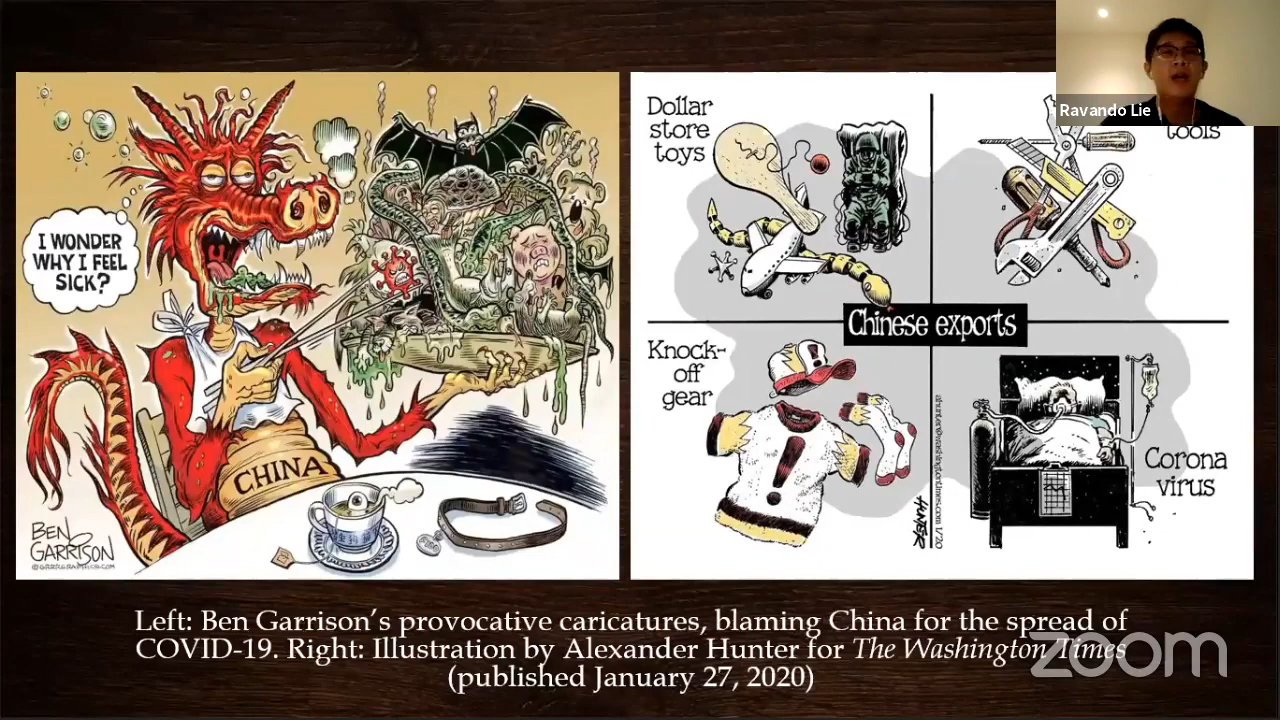 Ravando Lie
I WONDER
WHY I FEEL
SICK?
CHINA
BEN
GARRISON
Dollar
store
toys
tools
Chinese exports
Knock-
off
gear
Corona
virus
HUNTER
Left: Ben Garrison’s provocative caricatures, blaming China for the spread of
COVID-19. Right: Illustration by Alexander Hunter for The Washington Times
(published January 27, 2020)
zoom